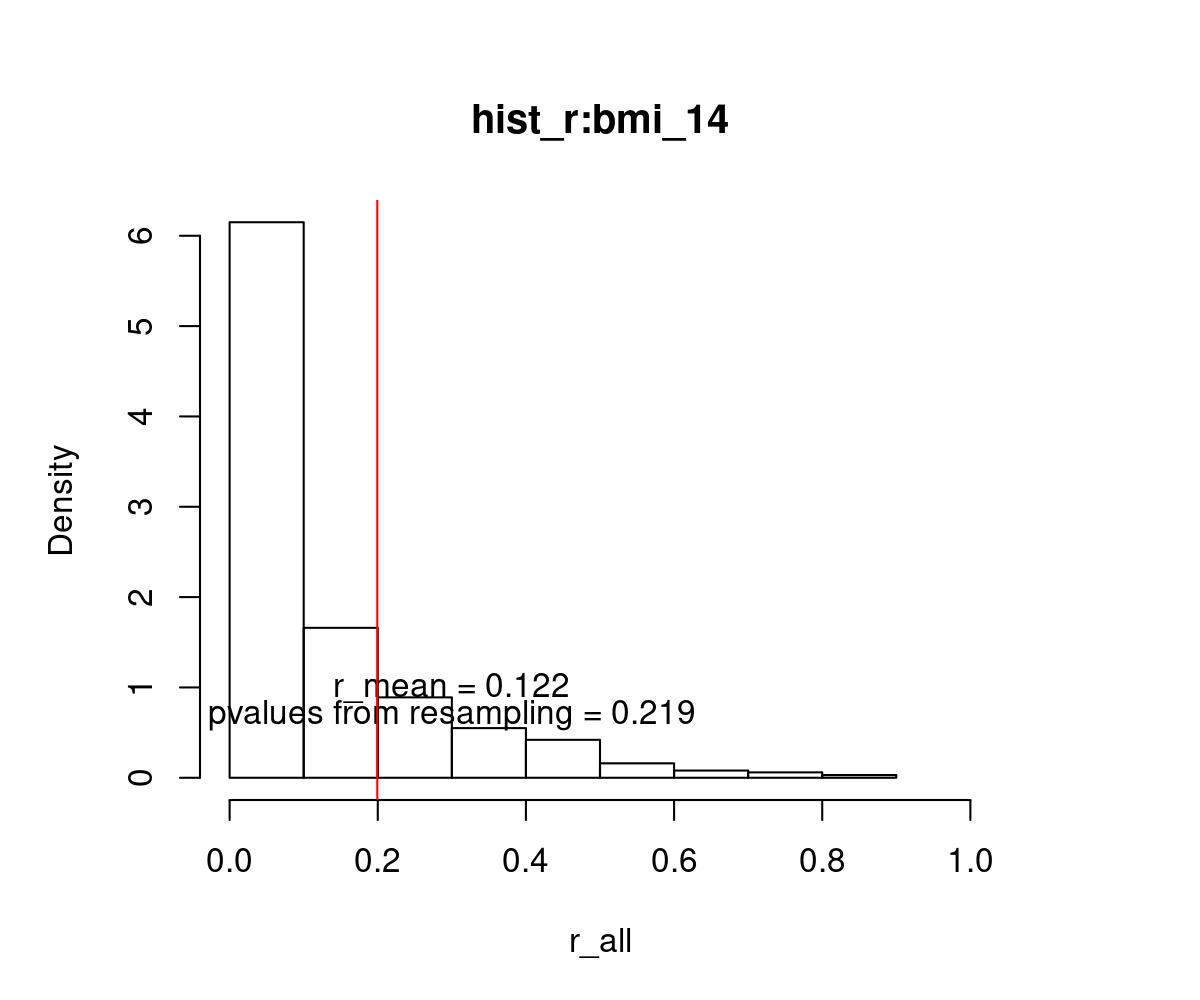 hist_r:bmi_14
6
5
4
3
2
1
0
Density
r_mean = 0.122
pvalues from resampling = 0.219
0.0 0.2 0.4 0.6 0.8 1.0
r_all